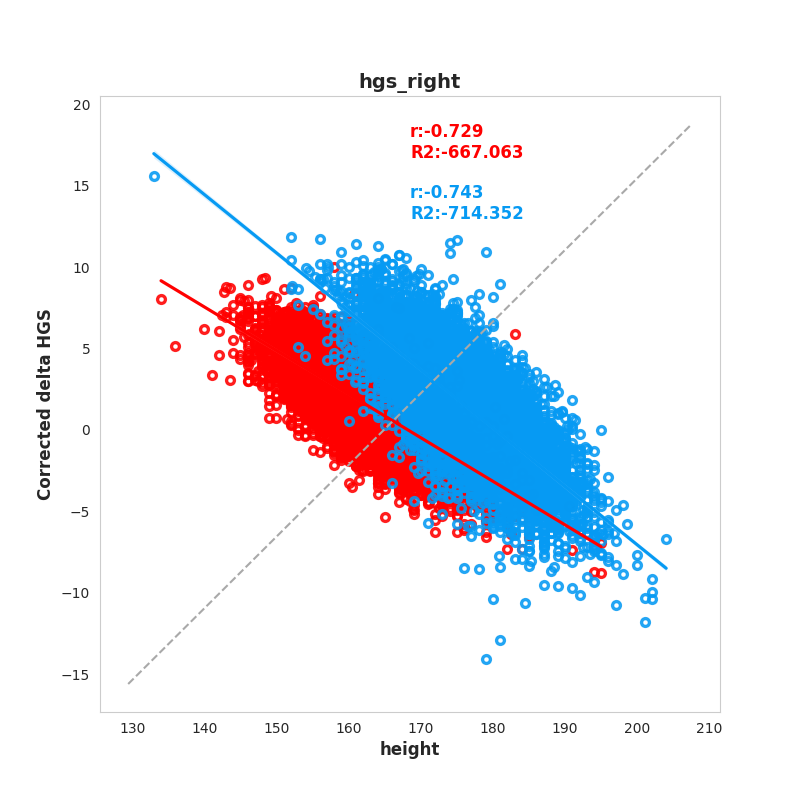 hgs_right
r:-0.729
R2:-667.063
r:-0.743
R2:-714.352
20
15
10
5
0
−5
−10
−15
Corrected delta HGS
130 140 150 160 170 180 190 200 210
height